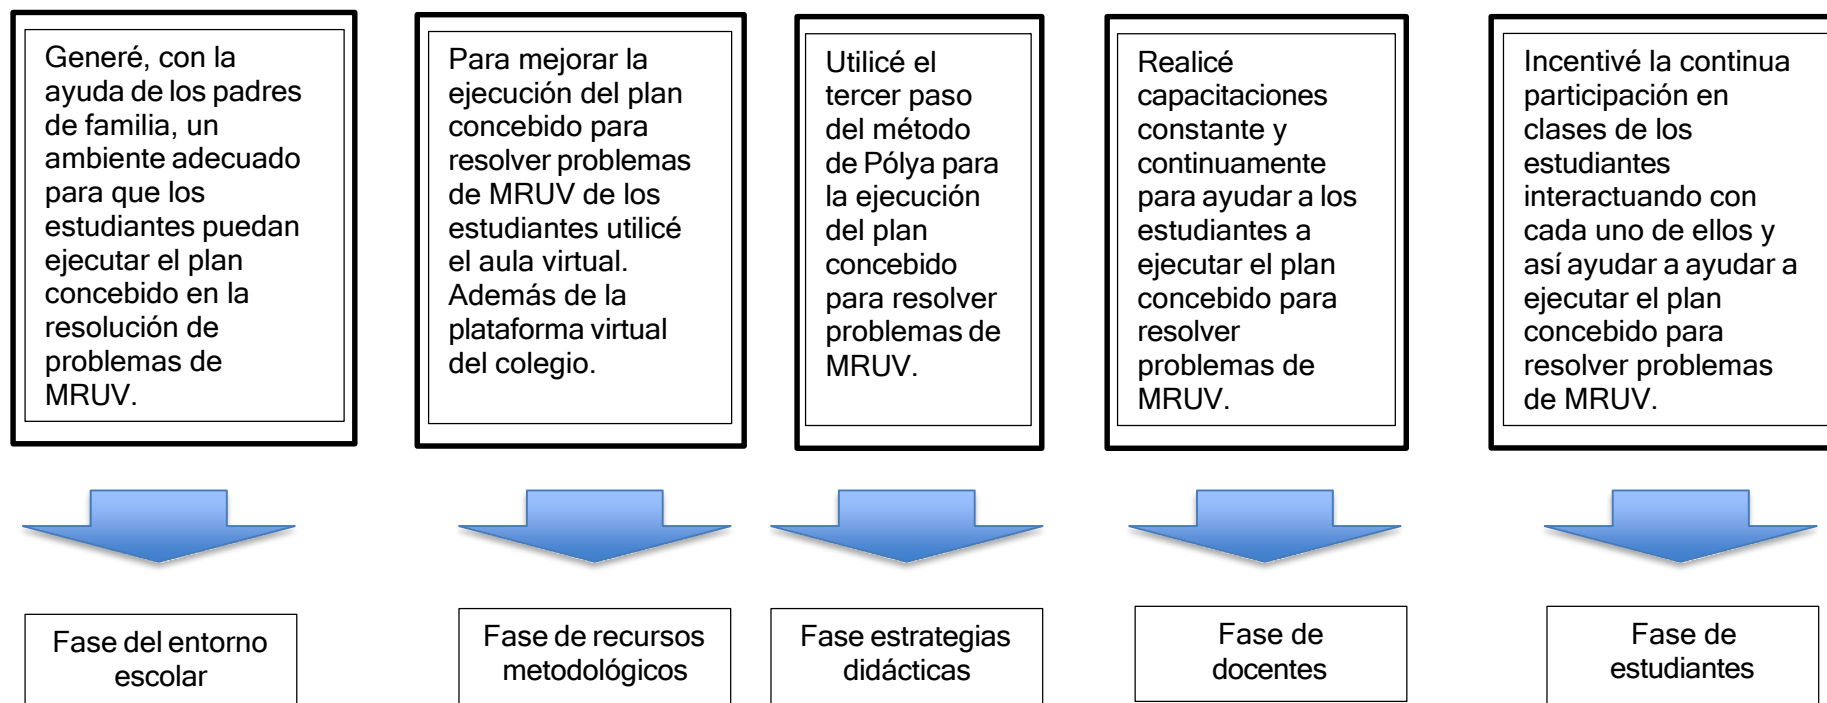 Generé, con la
ayuda de los padres
de familia, un
ambiente adecuado
para que los
estudiantes puedan
ejecutar el plan
concebido en la
resolución de
problemas de
MRUV.
Para mejorar la
ejecución del plan
concebido para
resolver problemas
de MRUV de los
estudiantes utilicé
el aula virtual.
Además de la
plataforma virtual
del colegio.
Utilicé el
tercer paso
del método
de Pólya para
la ejecución
del plan
concebido
para resolver
problemas de
MRUV.
Realicé
capacitaciones
constante y
continuamente
para ayudar a los
estudiantes a
ejecutar el plan
concebido para
resolver
problemas de
MRUV.
Incentivé la continua
participación en
clases de los
estudiantes
interactuando con
cada uno de ellos y
así ayudar a ayudar a
ejecutar el plan
concebido para
resolver problemas
de MRUV.
Fase del entorno
escolar
Fase de recursos
metodológicos
Fase estrategias
didácticas
Fase de
docentes
Fase de
estudiantes